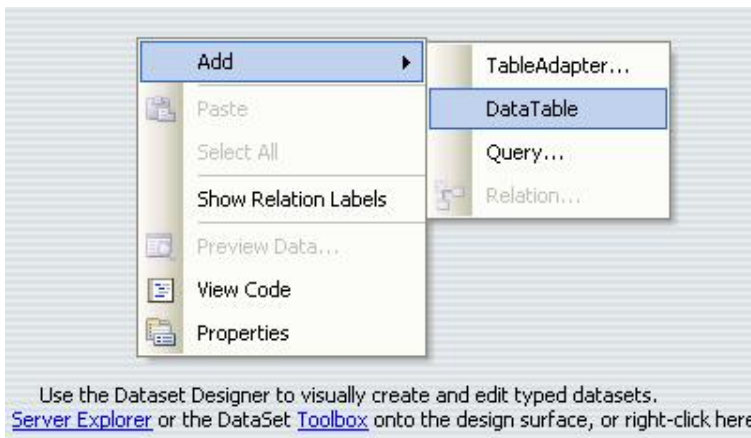 Add
TableAdapter...
Paste
DataTable
Select All
Query...
Show Relation Labels
Relation...
Preview Data...
View Code
Properties
Use the Dataset Designer to visually create and edit typed datasets.
Server Explorer or the DataSet Toolbox onto the design surface, or right-click here